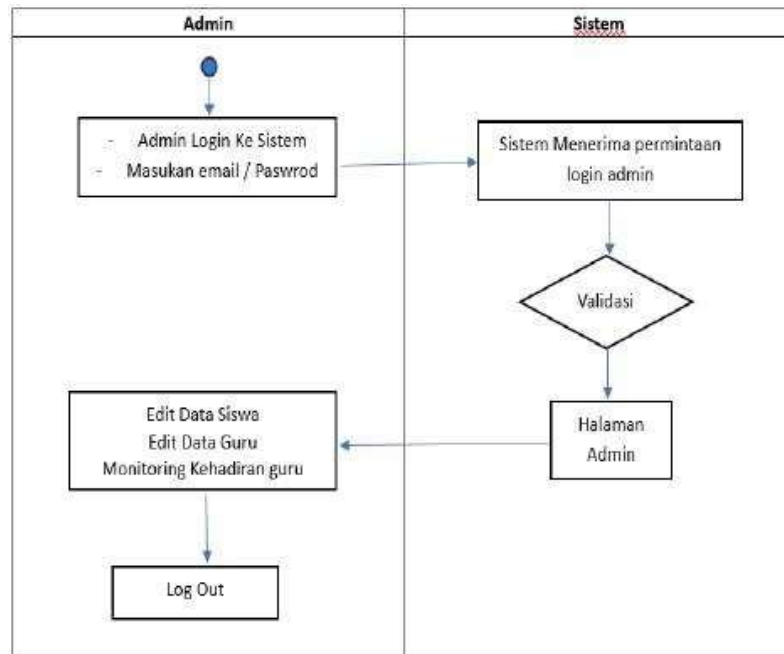 Admin
Sistem
- Admin Login Ke Sistem
- Masukan email / Paswrod
Sistem Menerima permintaan
login admin
Validasi
Halaman
Admin
Edit Data Siswa
Edit Data Guru
Monitoring Kehadiran guru
Log Out